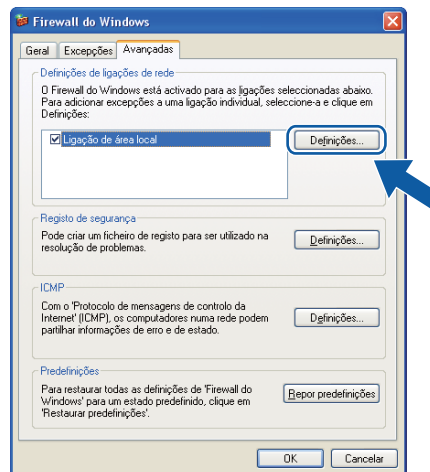 Firewall do Windows
Geral Excepções Avançadas
Definições de ligações de rede
O Firewall do Windows está activado para as ligações seleccionadas abaixo.
Para adicionar excepções a uma ligação individual, seleccione-a e clique em
Definições:
Ligação de área local
Definições...
Registo de segurança
Pode criar um ficheiro de registo para ser utilizado na
resolução de problemas.
Definições...
ICMP
Com o 'Protocolo de mensagens de controlo da
Internet' (ICMP), os computadores numa rede podem
partilhar informações de erro e de estado.
Definições...
Predefinições
Para restaurar todas as definições de 'Firewall do
Windows' para um estado predefinido, clique em
'Restaurar predefinições'.
Repor predefinições
OK Cancelar